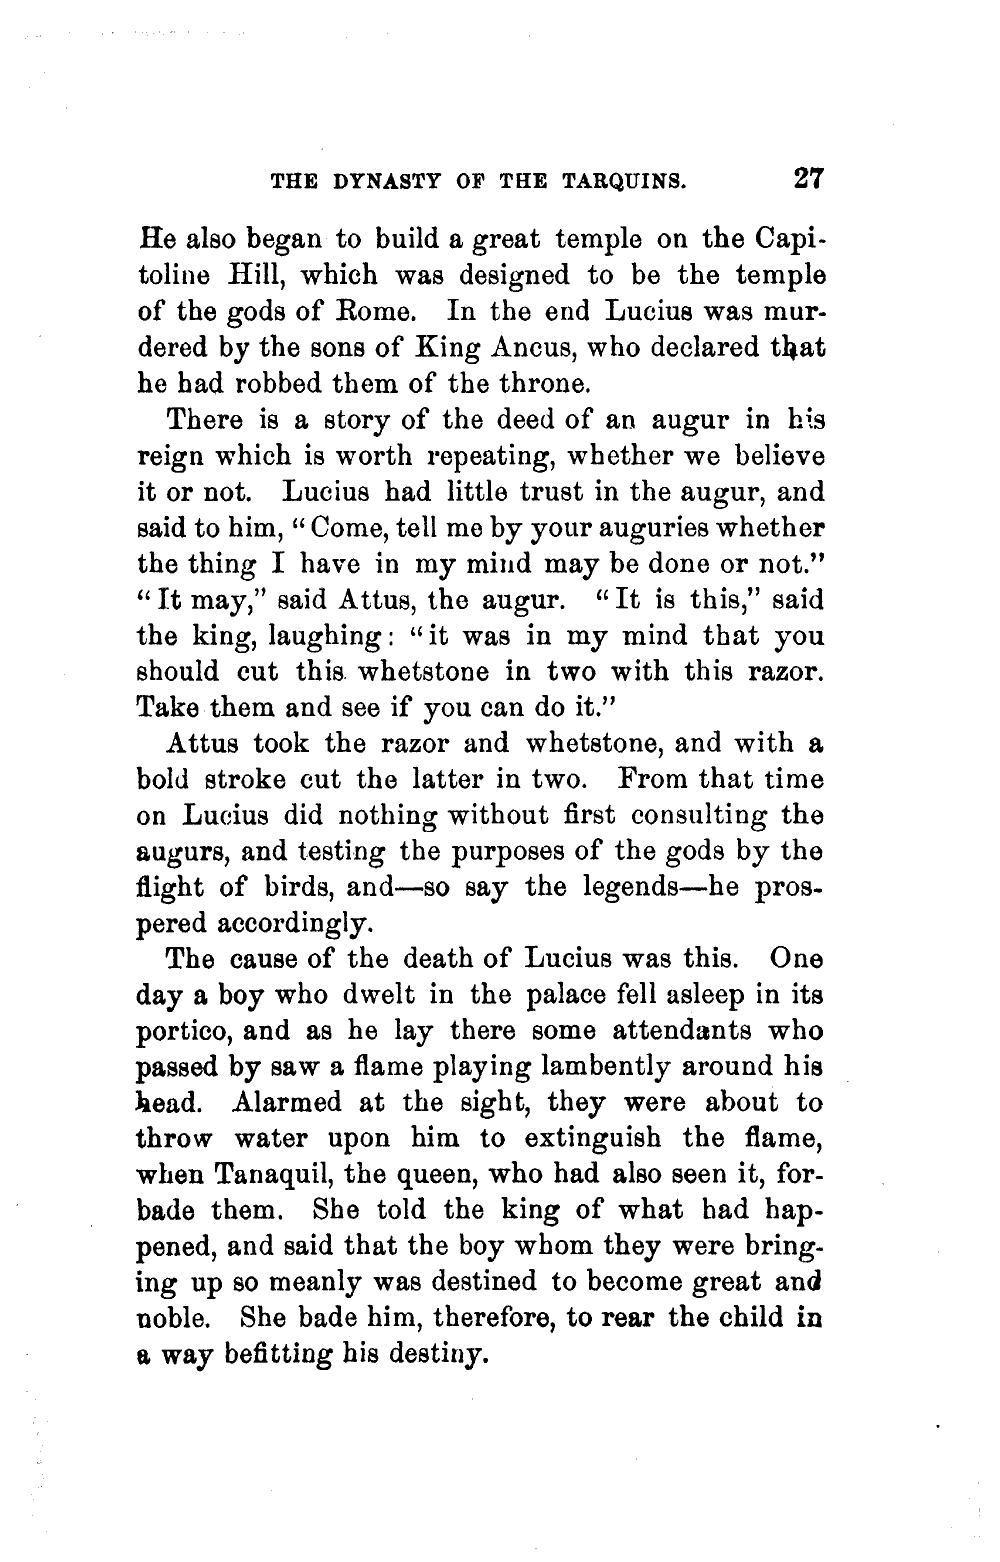 THE DYNASTY OF THE TARQUINS. 27
He also began to build a great temple on the Capi-
toline Hill, which was designed to be the temple
of the gods of Rome. In the end Lucius was mur-
dered by the sons of King Ancus, who declared that
he had robbed them of the throne.
There is a story of the deed of an augur in his
reign which is worth repeating, whether we believe
it or not. Lucius had little trust in the augur, and
said to him, “Come, tell me by your auguries whether
the thing I have in my mind may be done or not.”
“It may,” said Attus, the augur. “It is this,” said
the king, laughing: “it was in my mind that you
should cut this whetstone in two with this razor.
Take them and see if you can do it.”
Attus took the razor and whetstone, and with a
bold stroke cut the latter in two. From that time
on Lucius did nothing without first consulting the
augurs, and testing the purposes of the gods by the
flight of birds, and—so say the legends—he pros-
pered accordingly.
The cause of the death of Lucius was this. One
day a boy who dwelt in the palace fell asleep in its
portico, and as he lay there some attendants who
passed by saw a flame playing lambently around his
head. Alarmed at the sight, they were about to
throw water upon him to extinguish the flame,
when Tanaquil, the queen, who had also seen it, for-
bade them. She told the king of what had hap-
pened, and said that the boy whom they were bring-
ing up so meanly was destined to become great and
noble. She bade him, therefore, to rear the child in
a way befitting his destiny.